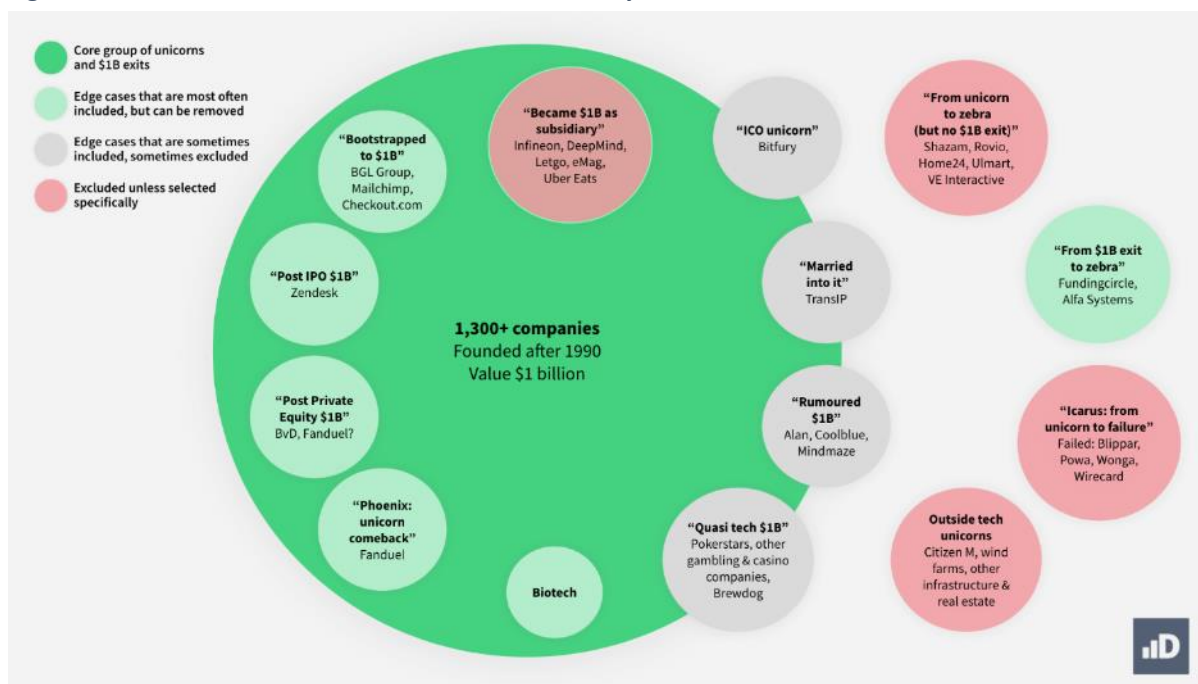 Core group of unicorns
and $1B exits
Edge cases that are most often
included, but can be removed
Edge cases that are sometimes
included, sometimes excluded
Excluded unless selected
specifically
“Bootstrapped
to $1B”
BGL Group,
Mailchimp,
Checkout.com
“Became $1B as
subsidiary”
Infineon, DeepMind,
Letgo, eMag,
Uber Eats
“ICO unicorn”
Bitfury
“From unicorn
to zebra
(but no $1B exit)”
Shazam, Rovio,
Home24, Ulmart,
VE Interactive
“Post IPO $1B”
Zendesk
“Married
into it”
TransIP
“From $1B exit
to zebra”
Fundingcircle,
Alfa Systems
1,300+ companies
Founded after 1990
Value $1 billion
“Post Private
Equity $1B”
BvD, Fanduel?
“Rumoured
$1B”
Alan, Coolblue,
Mindmaze
“Icarus: from
unicorn to failure”
Failed: Blippar,
Powa, Wonga,
Wirecard
“Phoenix:
unicorn
comeback”
Fanduel
Biotech
“Quasi tech $1B”
Pokerstars, other
gambling & casino
companies,
Brewdog
Outside tech
unicorns
Citizen M, wind
farms, other
infrastructure &
real estate
D